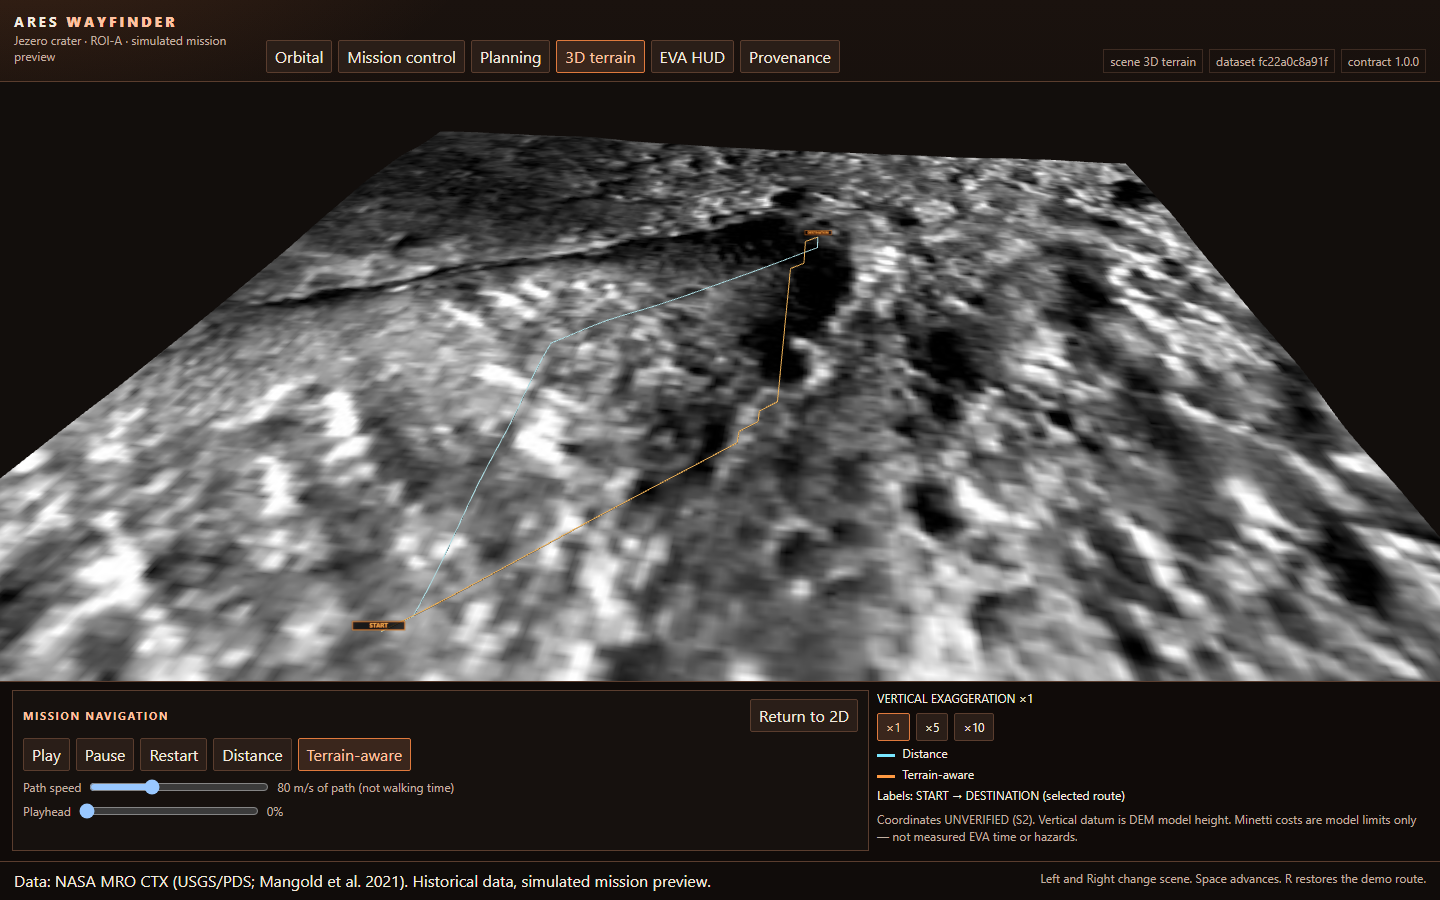 ARES WAYFINDER
Jezero crater · ROI-A · simulated mission
preview
Orbital
Mission control
Planning
3D terrain
EVA HUD
Provenance
scene 3D terrain
dataset fc22a0c8a91f
contract 1.0.0
DESTINATION
START
MISSION NAVIGATION
Return to 2D
Play
Pause
Restart
Distance
Terrain-aware
Path speed
80 m/s of path (not walking time)
Playhead
0%
VERTICAL EXAGGERATION ×1
×1
×5
×10
Distance
Terrain-aware
Labels: START → DESTINATION (selected route)
Coordinates UNVERIFIED (S2). Vertical datum is DEM model height. Minetti costs are model limits only
— not measured EVA time or hazards.
Data: NASA MRO CTX (USGS/PDS; Mangold et al. 2021). Historical data, simulated mission preview.
Left and Right change scene. Space advances. R restores the demo route.